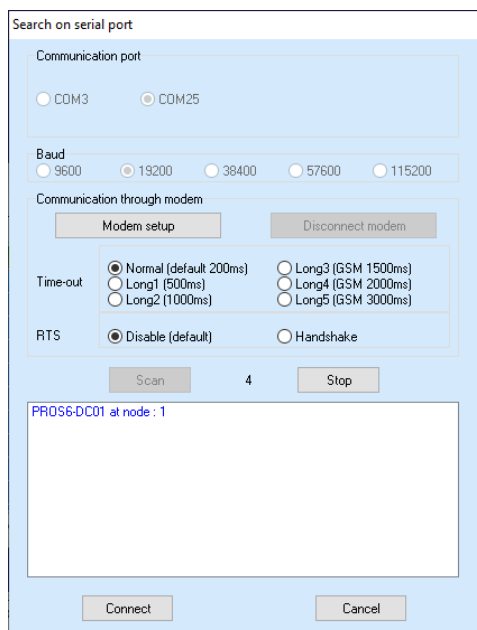 Search on serial port
Communication port
COM3 COM25
Baud
9600 19200 38400 57600 115200
Communication through modem
Modem setup Disconnect modem
Time-out
Normal (default 200ms) Long3 (GSM 1500ms)
Long1 (500ms) Long4 (GSM 2000ms)
Long2 (1000ms) Long5 (GSM 3000ms)
RTS Disable (default) Handshake
Scan 4 Stop
PROS6-DC01 at node : 1
Connect Cancel